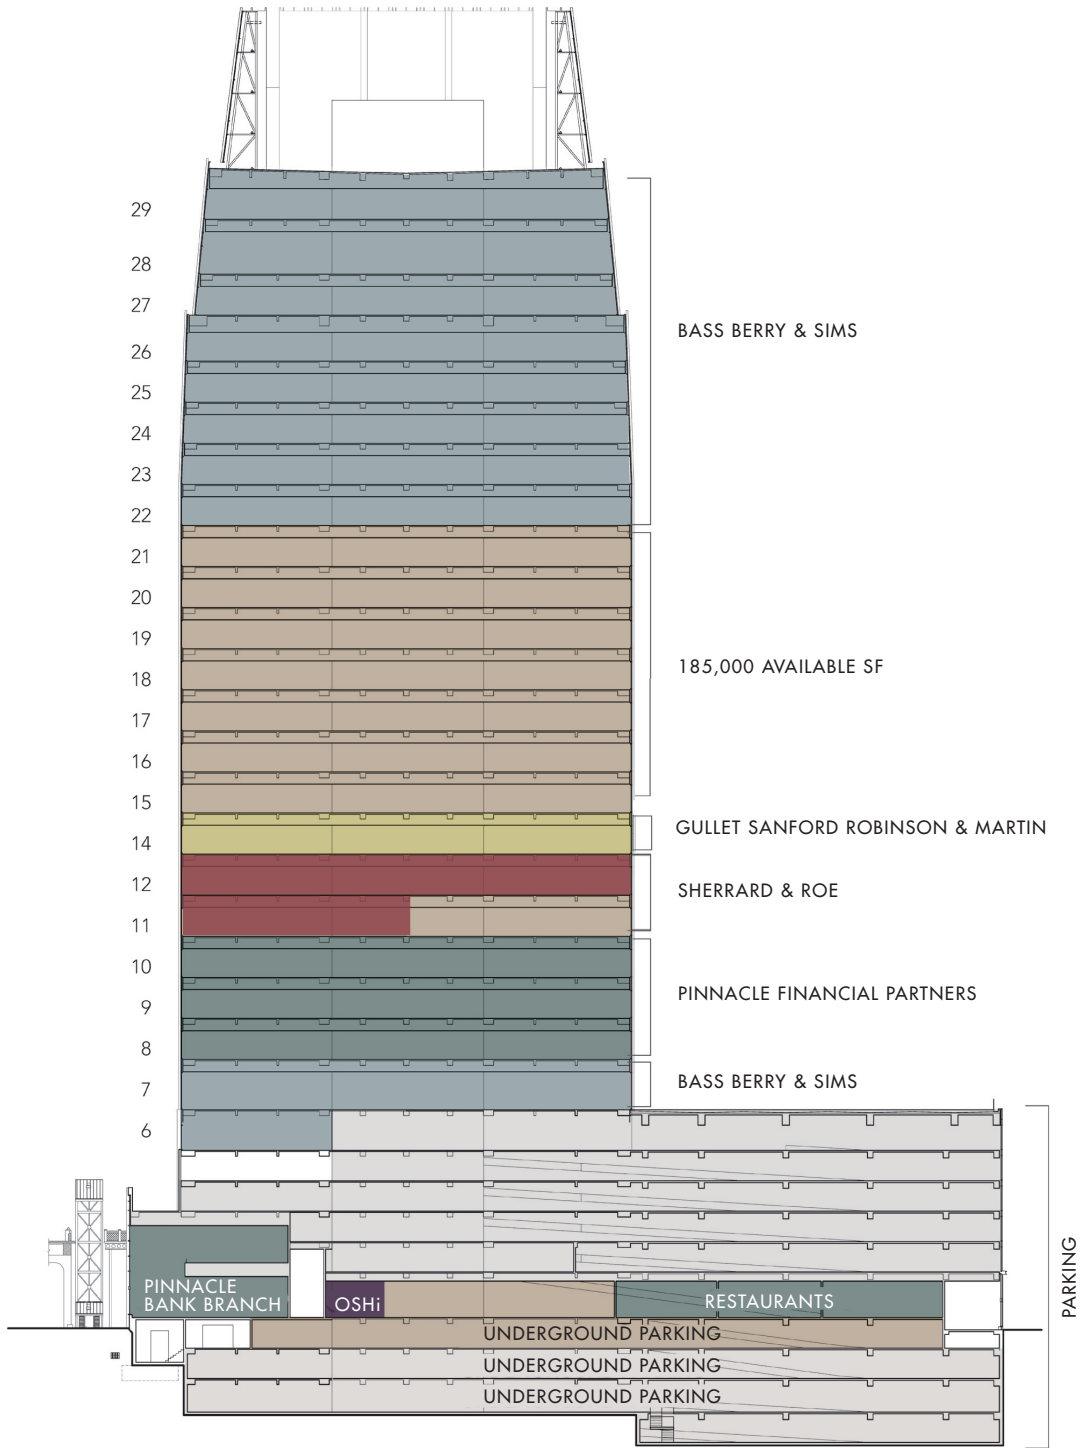 29
28
27
BASS BERRY & SIMS
26
25
24
23
22
21
20
19
185,000 AVAILABLE SF
18
17
16
15
GULLET SANFORD ROBINSON & MARTIN
14
12
SHERRARD & ROE
11
10
PINNACLE FINANCIAL PARTNERS
9
8
BASS BERRY & SIMS
7
6
PARKING
PINNACLE
BANK BRANCH
OSHi
RESTAURANTS
UNDERGROUND PARKING
UNDERGROUND PARKING
UNDERGROUND PARKING